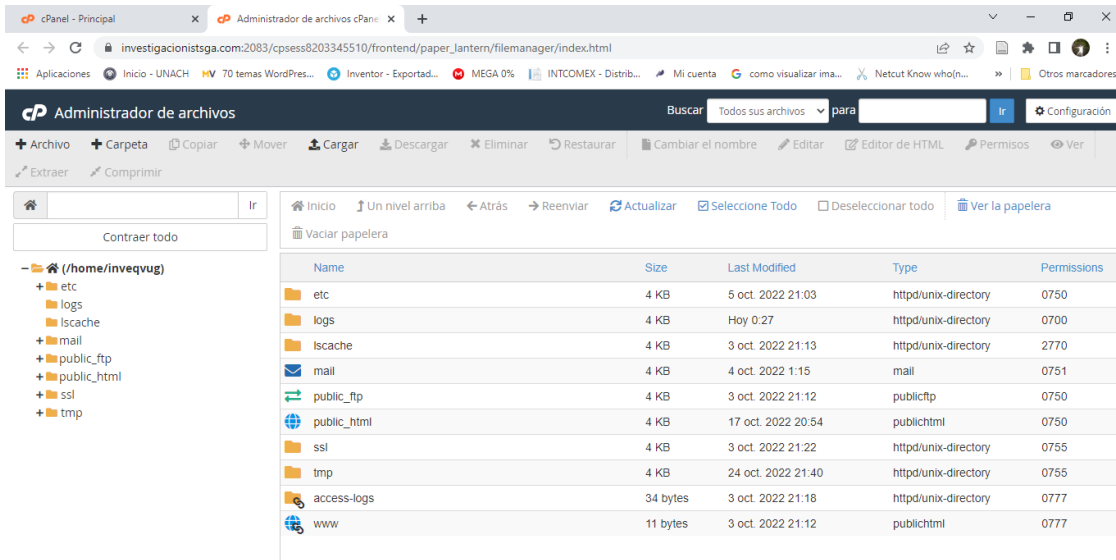 cPanel - Principal
Administrador de archivos cPane
investigacionistsga.com:2083/cpsess8203345510/frontend/paper_lantern/filemanager/index.html
Aplicaciones Inicio - UNACH 70 temas WordPres... Inventor - Exportad... MEGA 0% INTCOMEX - Distrib... Mi cuenta como visualizar ima... Netcut Know who(n... » Otros marcadores
cP Administrador de archivos Buscar Todos sus archivos para Ir Configuración
Archivo Carpeta Copiar Mover Cargar Descargar Eliminar Restaurar Cambiar el nombre Editar Editor de HTML Permisos Ver
Extraer Comprimir
Ir Inicio Un nivel arriba Atrás Reenviar Actualizar Seleccione Todo Deseleccionar todo Ver la papelera
Vaciar papelera
Contraer todo
(/home/inveqvug)
etc
logs
lscache
mail
public_ftp
public_html
ssl
tmp
Name Size Last Modified Type Permissions
etc 4 KB 5 oct. 2022 21:03 httpd/unix-directory 0750
logs 4 KB Hoy 0:27 httpd/unix-directory 0700
lscache 4 KB 3 oct. 2022 21:13 httpd/unix-directory 2770
mail 4 KB 4 oct. 2022 1:15 mail 0751
public_ftp 4 KB 3 oct. 2022 21:12 publicftp 0750
public_html 4 KB 17 oct. 2022 20:54 publichtml 0750
ssl 4 KB 3 oct. 2022 21:22 httpd/unix-directory 0755
tmp 4 KB 24 oct. 2022 21:40 httpd/unix-directory 0755
access-logs 34 bytes 3 oct. 2022 21:18 httpd/unix-directory 0777
www 11 bytes 3 oct. 2022 21:12 publichtml 0777